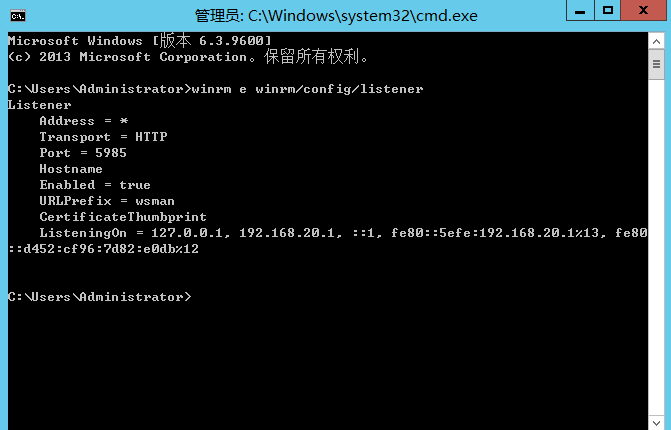 管理员: C:\Windows\system32\cmd.exe
Microsoft Windows [版本 6.3.9600]
(c) 2013 Microsoft Corporation。保留所有权利。
C:\Users\Administrator>winrm e winrm/config/listener
Listener
    Address = *
    Transport = HTTP
    Port = 5985
    Hostname
    Enabled = true
    URLPrefix = wsman
    CertificateThumbprint
    ListeningOn = 127.0.0.1, 192.168.20.1, ::1, fe80::5efe:192.168.20.1%13, fe80
::d452:cf96:7d82:e0db%12
C:\Users\Administrator>